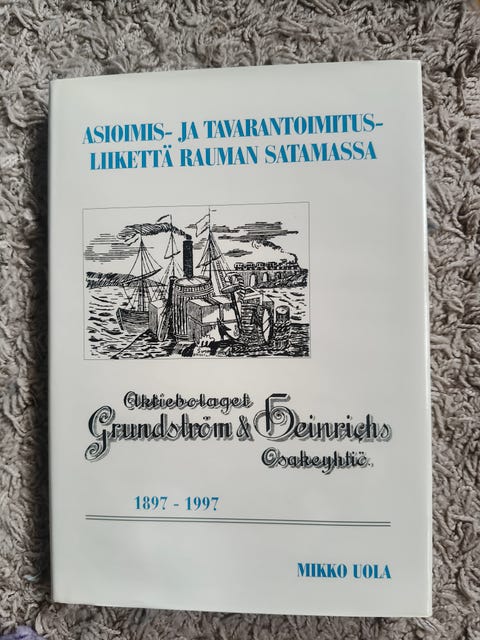 ASIOIMIS- JA TAVARANTOIMITUS-
LIIKETTÄ RAUMAN SATAMASSA
Aktiebolaget
Grundström & Heinrichs
Osakeyhtiö.
1897 - 1997
MIKKO UOLA